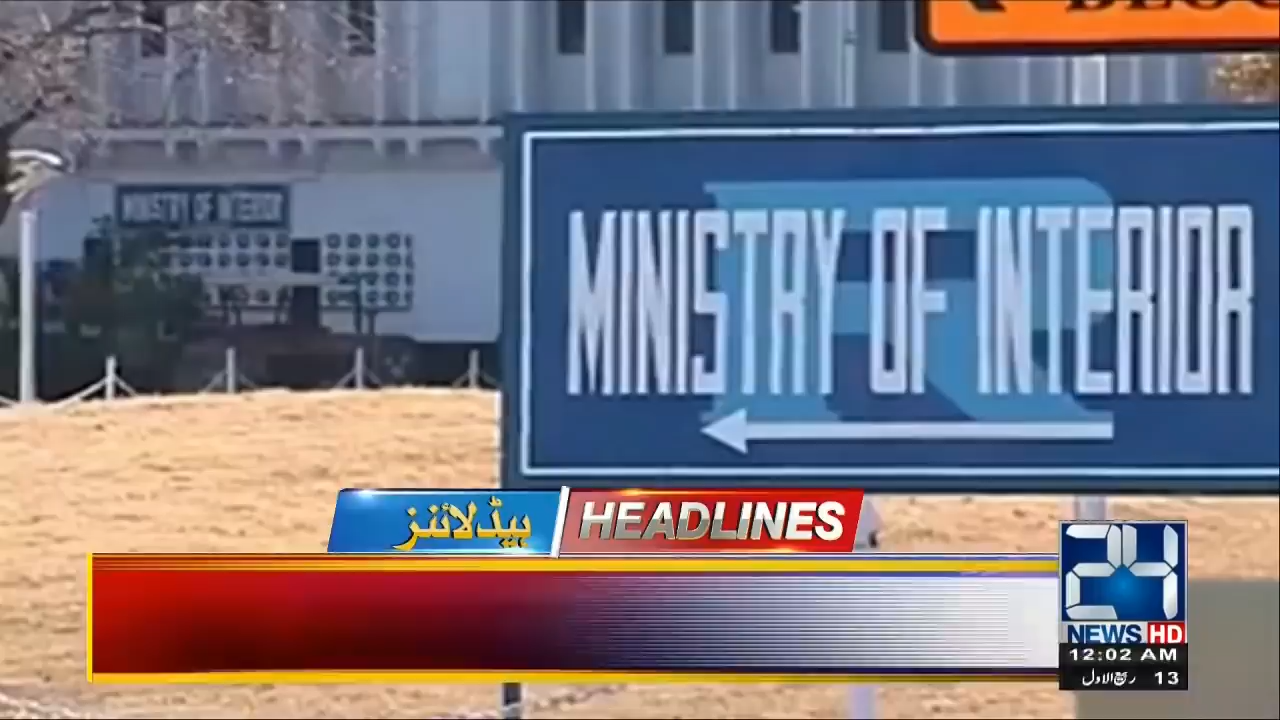 MINISTRY OF INTERIOR
R
MINISTRY OF INTERIOR
ہیڈلائنز HEADLINES
24
NEWS HD
12:02 AM
13 ربیع الاول